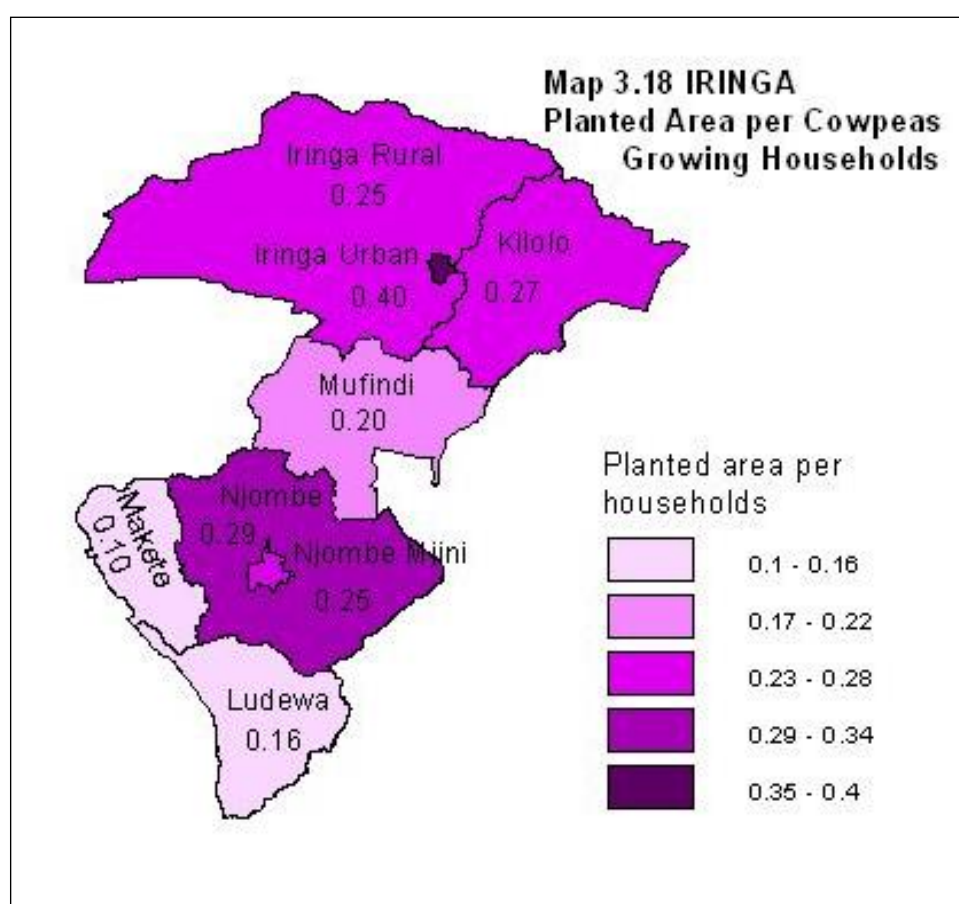 Map 3.18 IRINGA
Planted Area per Cowpeas
Growing Households
Iringa Rural
0.25
Iringa Urban
0.40
Kilolo
0.27
Mufindi
0.20
Njombe
0.29
Njombe Mjini
0.25
Makete
0.10
Ludewa
0.16
Planted area per
households
0.1 - 0.16
0.17 - 0.22
0.23 - 0.28
0.29 - 0.34
0.35 - 0.4